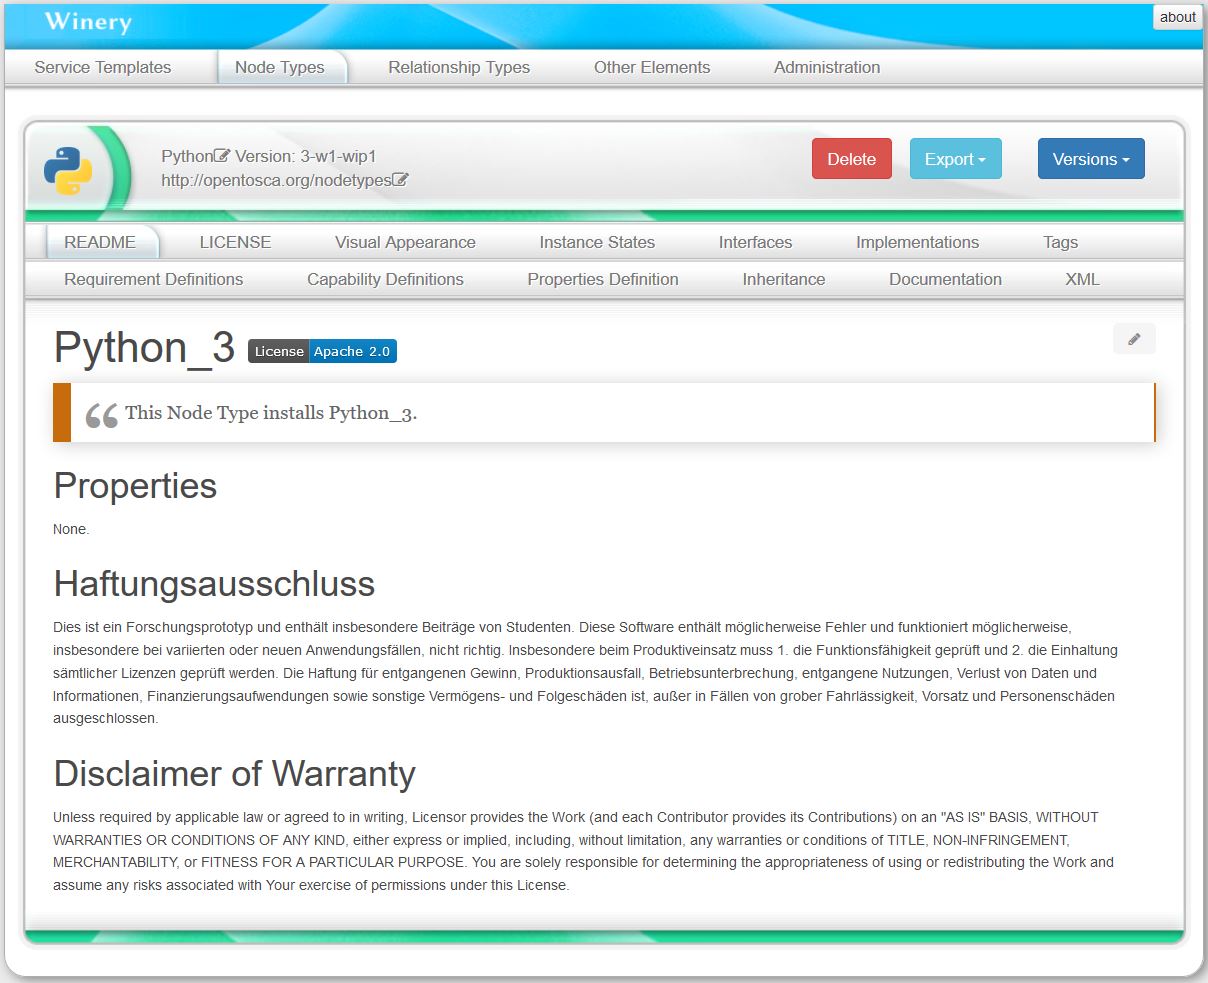 Winery
about
Service Templates Node Types Relationship Types Other Elements Administration
Python Version: 3-w1-wip1
http://opentosca.org/nodetypes
Delete Export Versions
README LICENSE Visual Appearance Instance States Interfaces Implementations Tags
Requirement Definitions Capability Definitions Properties Definition Inheritance Documentation XML
Python_3 License Apache 2.0
“ This Node Type installs Python_3.
Properties
None.
Haftungsausschluss
Dies ist ein Forschungsprototyp und enthält insbesondere Beiträge von Studenten. Diese Software enthält möglicherweise Fehler und funktioniert möglicherweise,
insbesondere bei variierten oder neuen Anwendungsfällen, nicht richtig. Insbesondere beim Produktiveinsatz muss 1. die Funktionsfähigkeit geprüft und 2. die Einhaltung
sämtlicher Lizenzen geprüft werden. Die Haftung für entgangenen Gewinn, Produktionsausfall, Betriebsunterbrechung, entgangene Nutzungen, Verlust von Daten und
Informationen, Finanzierungsaufwendungen sowie sonstige Vermögens- und Folgeschäden ist, außer in Fällen von grober Fahrlässigkeit, Vorsatz und Personenschäden
ausgeschlossen.
Disclaimer of Warranty
Unless required by applicable law or agreed to in writing, Licensor provides the Work (and each Contributor provides its Contributions) on an "AS IS" BASIS, WITHOUT
WARRANTIES OR CONDITIONS OF ANY KIND, either express or implied, including, without limitation, any warranties or conditions of TITLE, NON-INFRINGEMENT,
MERCHANTABILITY, or FITNESS FOR A PARTICULAR PURPOSE. You are solely responsible for determining the appropriateness of using or redistributing the Work and
assume any risks associated with Your exercise of permissions under this License.